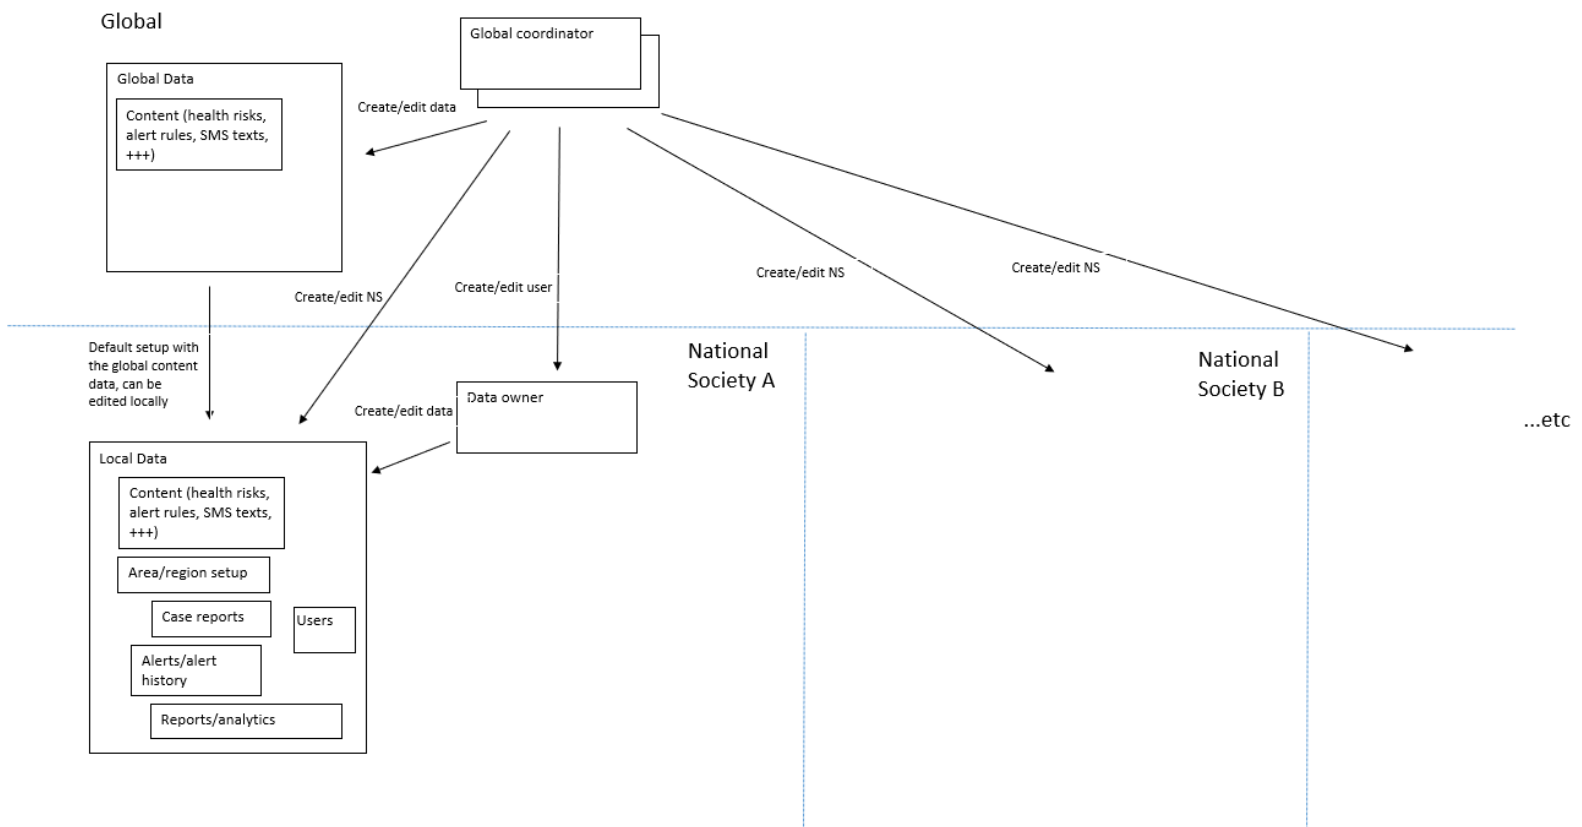 Global
Global coordinator
Global Data
Content (health risks,
alert rules, SMS texts,
+++)
Create/edit data
Create/edit NS
Create/edit user
Create/edit NS
Create/edit NS
Default setup with
the global content
data, can be
edited locally
National
Society A
National
Society B
...etc
Data owner
Create/edit data
Local Data
Content (health risks,
alert rules, SMS texts,
+++)
Area/region setup
Case reports
Users
Alerts/alert
history
Reports/analytics